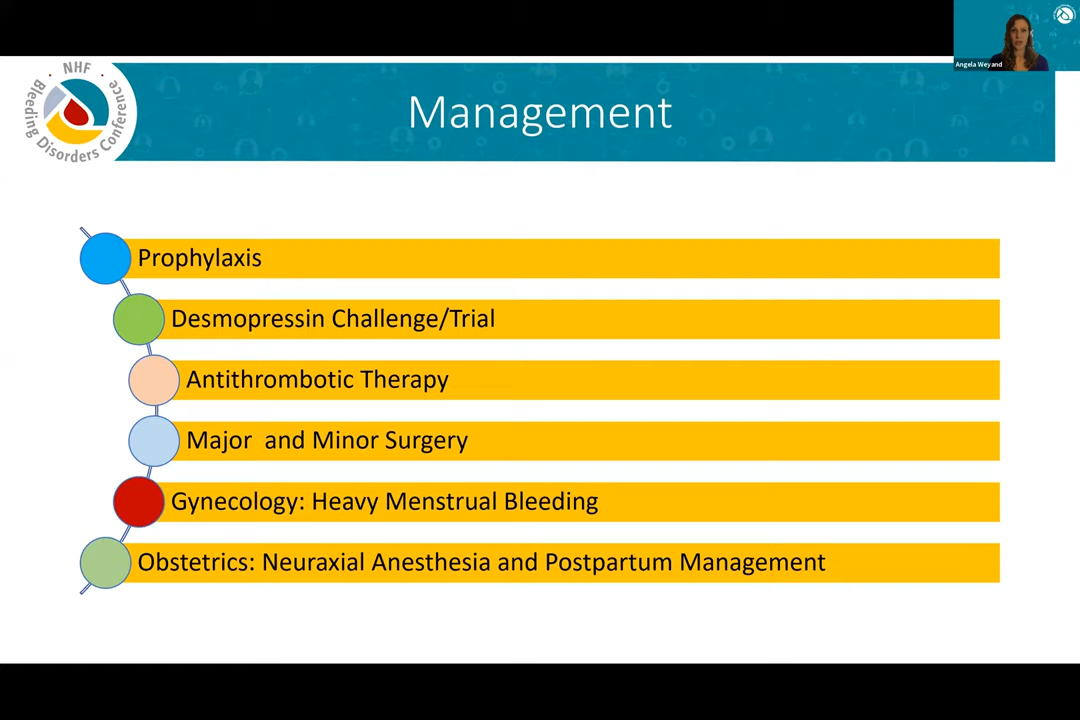 Angela Weyand
NHF
Bleeding Disorders Conference
Management
Prophylaxis
Desmopressin Challenge/Trial
Antithrombotic Therapy
Major and Minor Surgery
Gynecology: Heavy Menstrual Bleeding
Obstetrics: Neuraxial Anesthesia and Postpartum Management